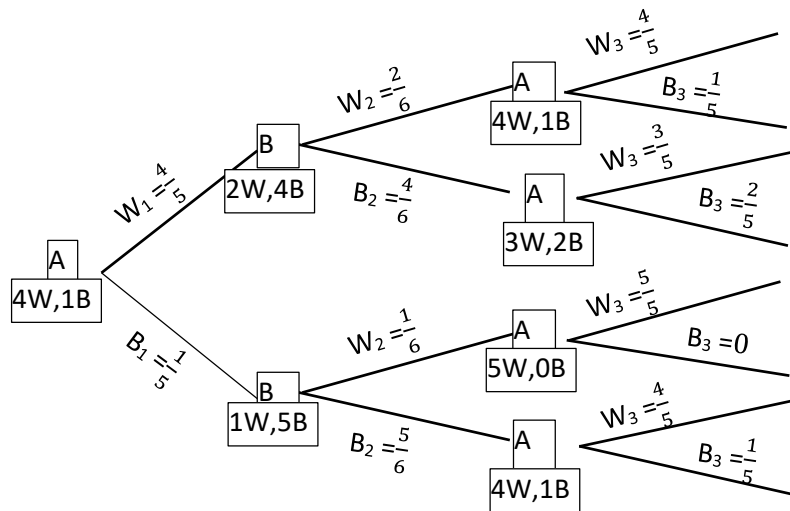 A
4W,1B
W₁=4/5
B₁=1/5
B
2W,4B
W₂=2/6
B₂=4/6
B
1W,5B
W₂=1/6
B₂=5/6
A
4W,1B
W₃=4/5
B₃=1/5
A
3W,2B
W₃=3/5
B₃=2/5
A
5W,0B
W₃=5/5
B₃=0
A
4W,1B
W₃=4/5
B₃=1/5